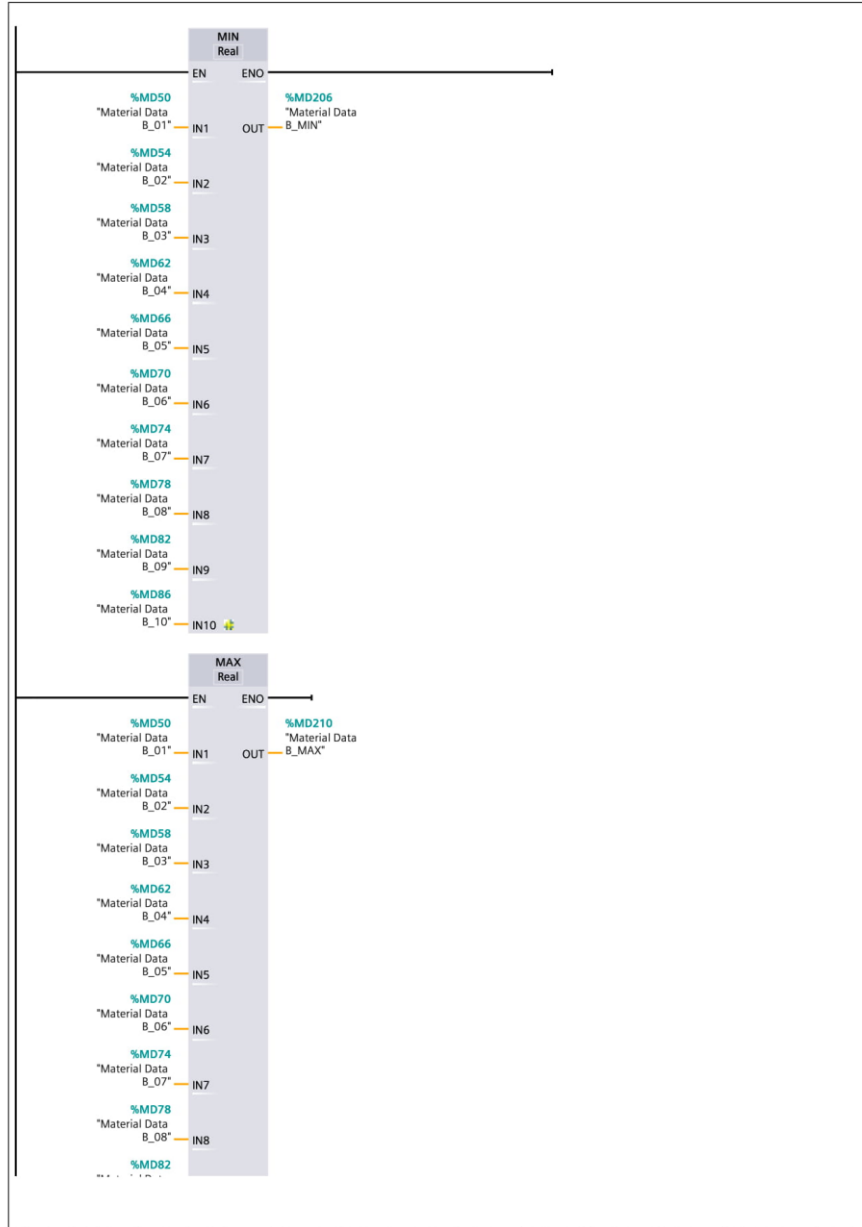 MIN
Real
EN ENO
%MD50 %MD206
"Material Data "Material Data
B_01" IN1 OUT B_MIN"
%MD54
"Material Data
B_02" IN2
%MD58
"Material Data
B_03" IN3
%MD62
"Material Data
B_04" IN4
%MD66
"Material Data
B_05" IN5
%MD70
"Material Data
B_06" IN6
%MD74
"Material Data
B_07" IN7
%MD78
"Material Data
B_08" IN8
%MD82
"Material Data
B_09" IN9
%MD86
"Material Data
B_10" IN10
MAX
Real
EN ENO
%MD50 %MD210
"Material Data "Material Data
B_01" IN1 OUT B_MAX"
%MD54
"Material Data
B_02" IN2
%MD58
"Material Data
B_03" IN3
%MD62
"Material Data
B_04" IN4
%MD66
"Material Data
B_05" IN5
%MD70
"Material Data
B_06" IN6
%MD74
"Material Data
B_07" IN7
%MD78
"Material Data
B_08" IN8
%MD82